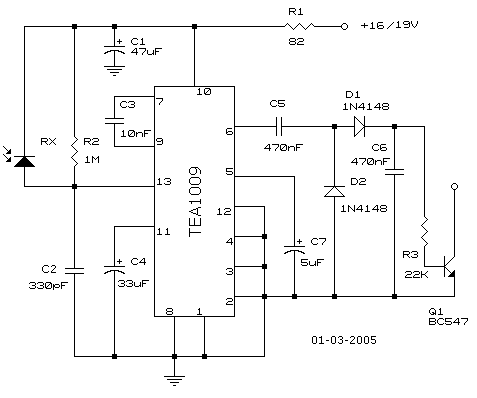 R1
82
+16/19V
C1
47uF
10
D1
1N4148
7
C3
10nF
9
C5
470nF
6
C6
470nF
RX
R2
1M
13
TEA1009
5
D2
1N4148
12
11
4
C7
5uF
3
C4
33uF
C2
330pF
R3
22K
2
8
1
Q1
BC547
01-03-2005